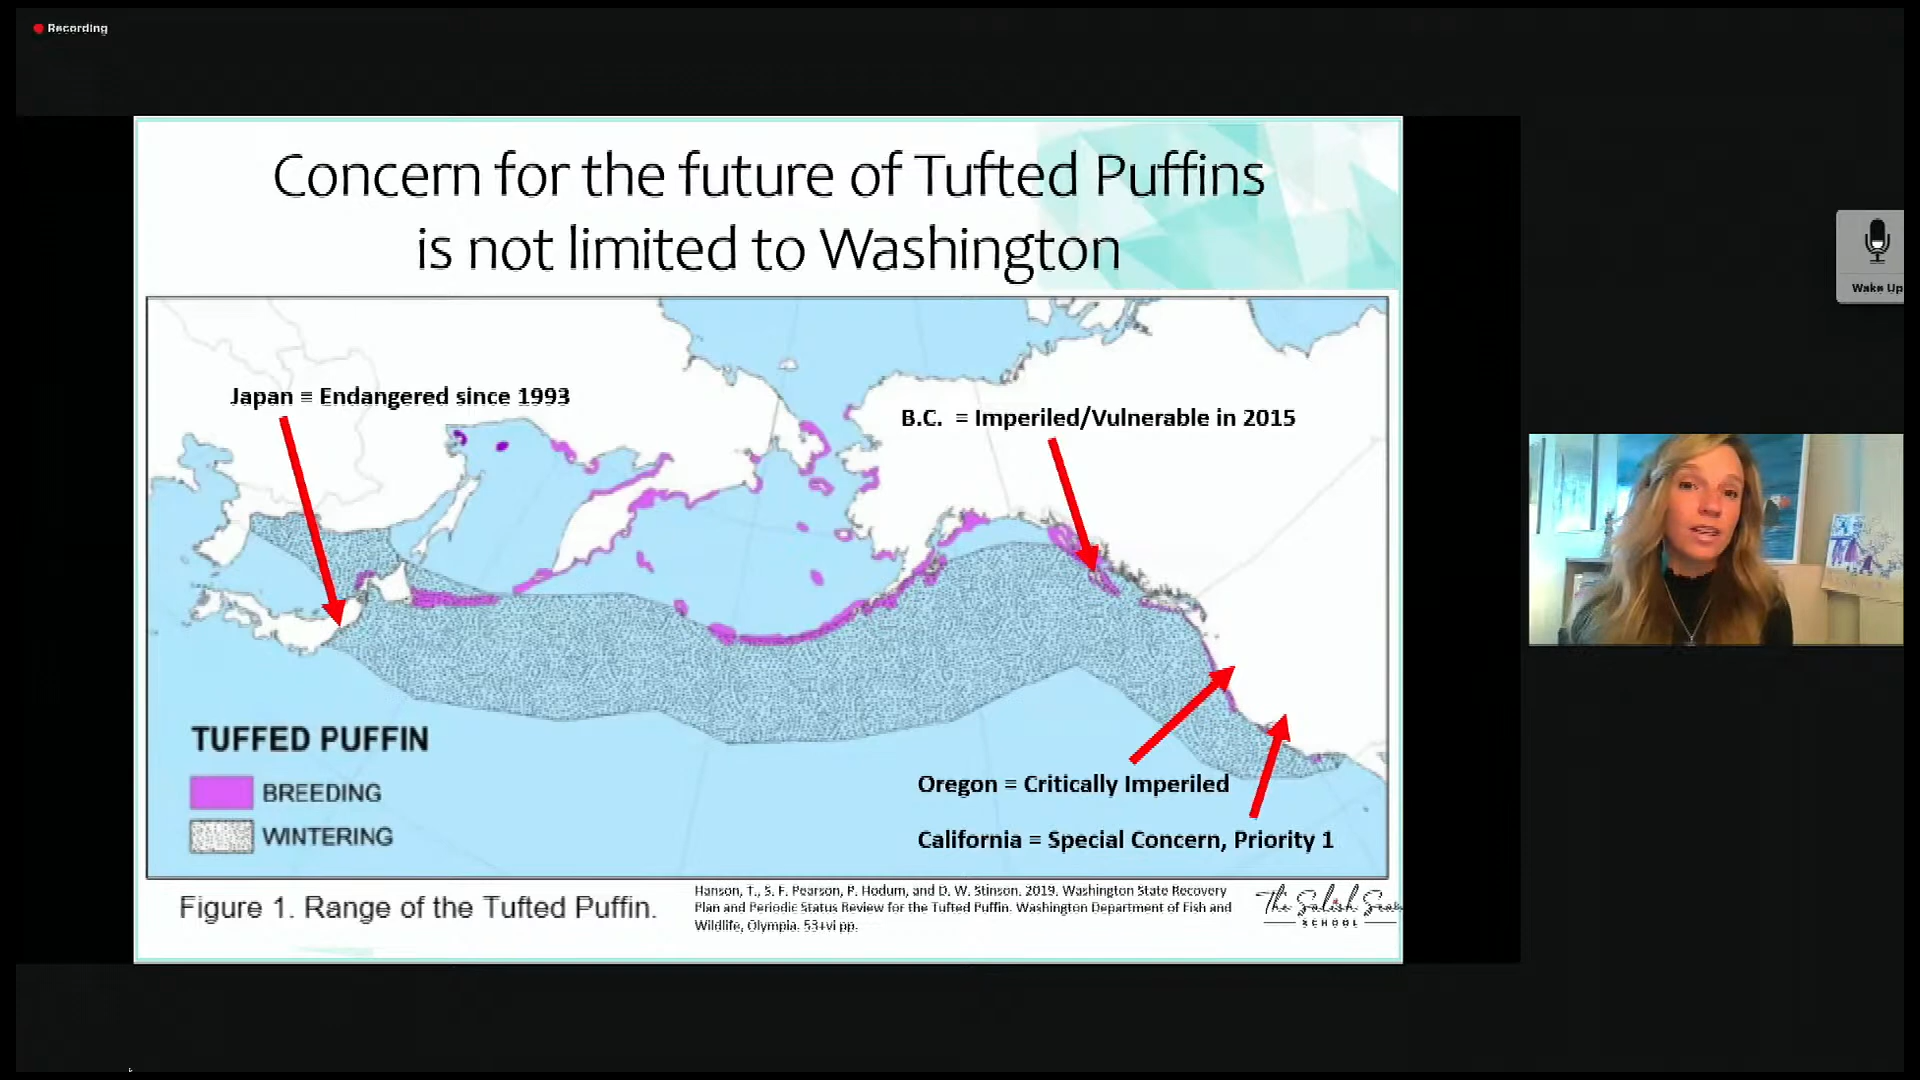 Recording
Concern for the future of Tufted Puffins
is not limited to Washington
Japan = Endangered since 1993
B.C. = Imperiled/Vulnerable in 2015
Oregon = Critically Imperiled
California = Special Concern, Priority 1
TUFFED PUFFIN
BREEDING
WINTERING
Figure 1. Range of the Tufted Puffin.
Hanson, T., S. F. Pearson, P. Hodum, and D. W. Stinson. 2019. Washington State Recovery
Plan and Periodic Status Review for the Tufted Puffin. Washington Department of Fish and
Wildlife, Olympia. 53+vi pp.
The Salish Sea
SCHOOL
Wake Up